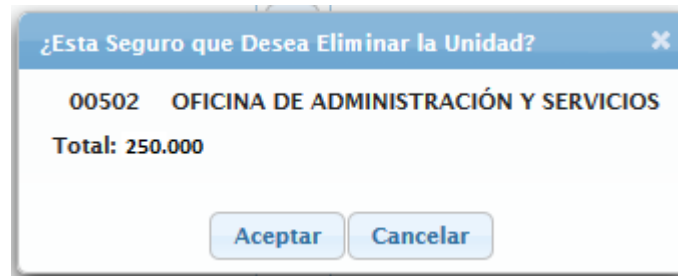 ¿Esta Seguro que Desea Eliminar la Unidad?
00502 OFICINA DE ADMINISTRACIÓN Y SERVICIOS
Total: 250.000
Aceptar Cancelar